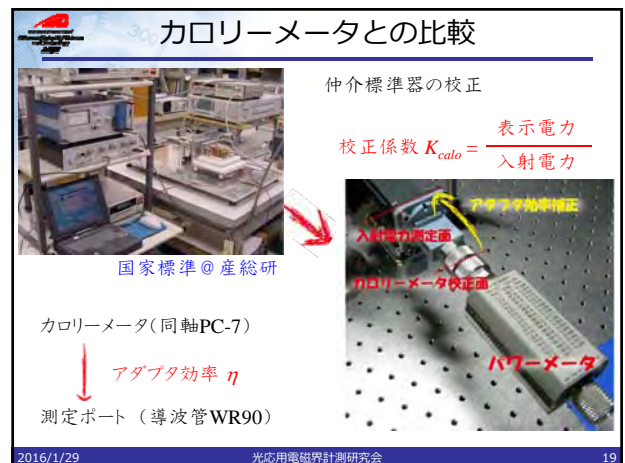 カロリーメータとの比較
仲介標準器の校正
校正係数 Kcalo = 表示電力
入射電力
国家標準@産総研
アダプタ効率補正
入射電力測定面
カロリーメータ校正面
パワーメータ
カロリーメータ(同軸PC-7)
アダプタ効率 η
測定ポート (導波管WR90)
2016/1/29 光応用電磁界計測研究会 19